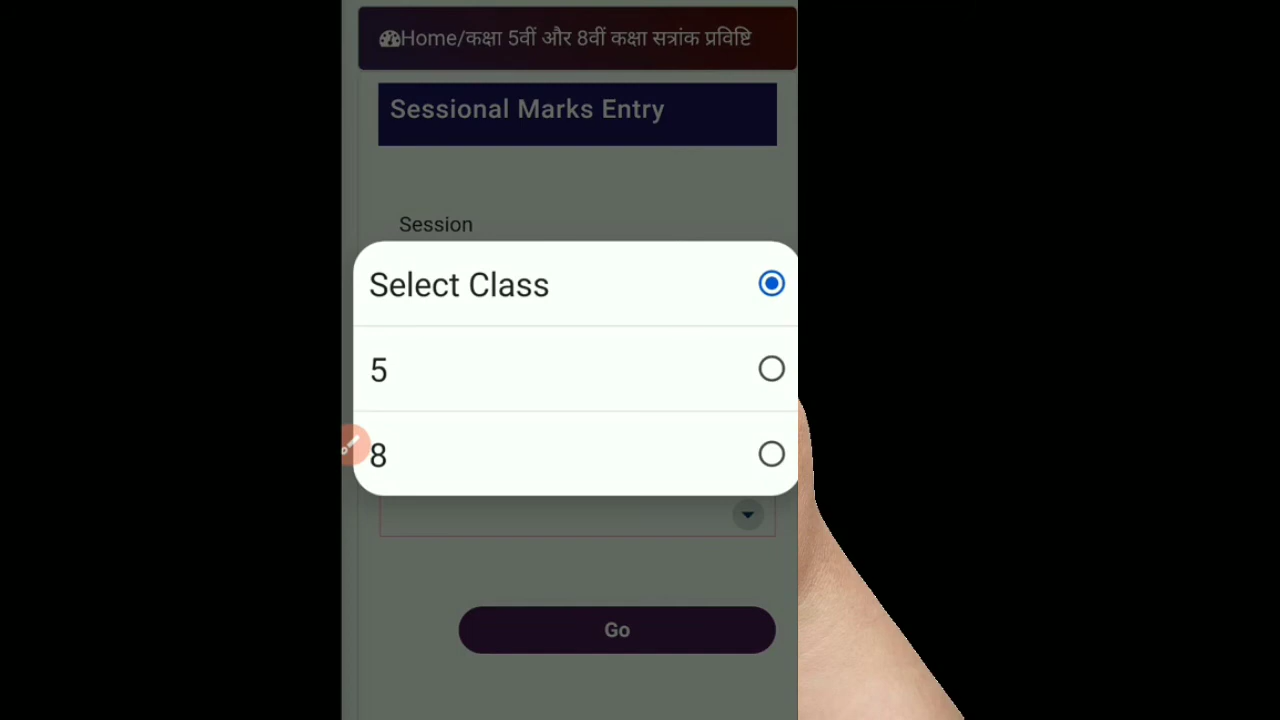 Home/कक्षा 5वीं और 8वीं कक्षा सत्रांक प्रविष्टि
Sessional Marks Entry
Session
Select Class
5
8
Go